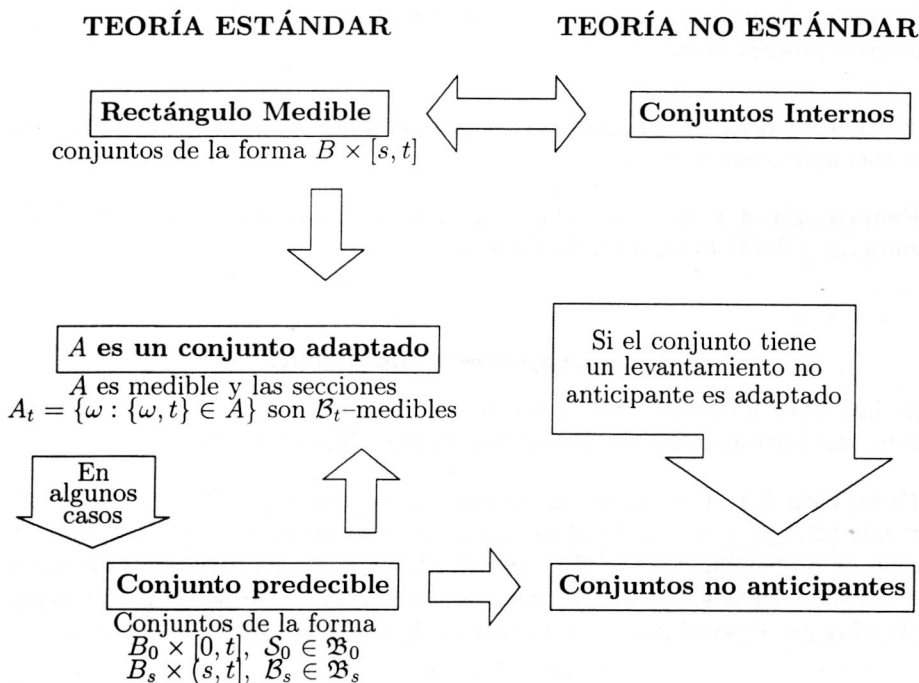 TEORÍA ESTÁNDAR
TEORÍA NO ESTÁNDAR
Rectángulo Medible
conjuntos de la forma B × [s, t]
Conjuntos Internos
A es un conjunto adaptado
A es medible y las secciones
A_t = {ω : {ω, t} ∈ A} son 𝓑_t–medibles
Si el conjunto tiene
un levantamiento no
anticipante es adaptado
En
algunos
casos
Conjunto predecible
Conjuntos de la forma
B_0 × [0, t], 𝒮_0 ∈ 𝔅_0
B_s × (s, t], 𝓑_s ∈ 𝔅_s
Conjuntos no anticipantes